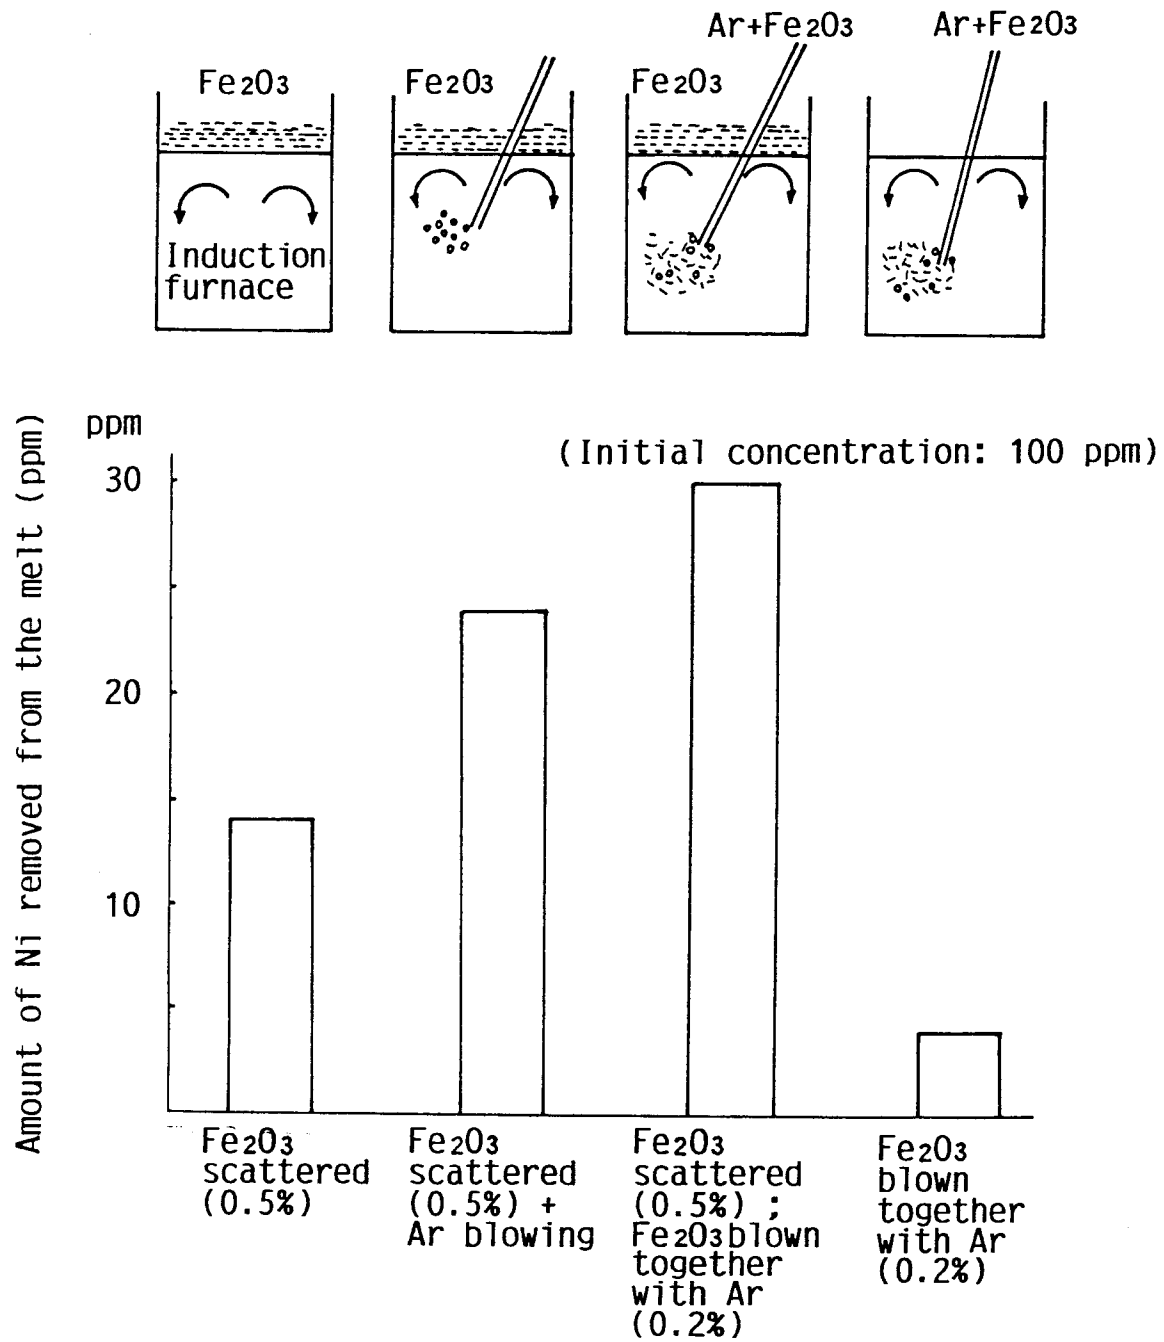 Ar+Fe2O3
Ar+Fe2O3
Fe2O3
Fe2O3
Fe2O3
Induction
furnace
ppm
(Initial concentration: 100 ppm)
Amount of Ni removed from the melt (ppm)
30
20
10
Fe2O3
scattered
(0.5%)
Fe2O3
scattered
(0.5%) +
Ar blowing
Fe2O3
scattered
(0.5%) ;
Fe2O3 blown
together
with Ar
(0.2%)
Fe2O3
blown
together
with Ar
(0.2%)